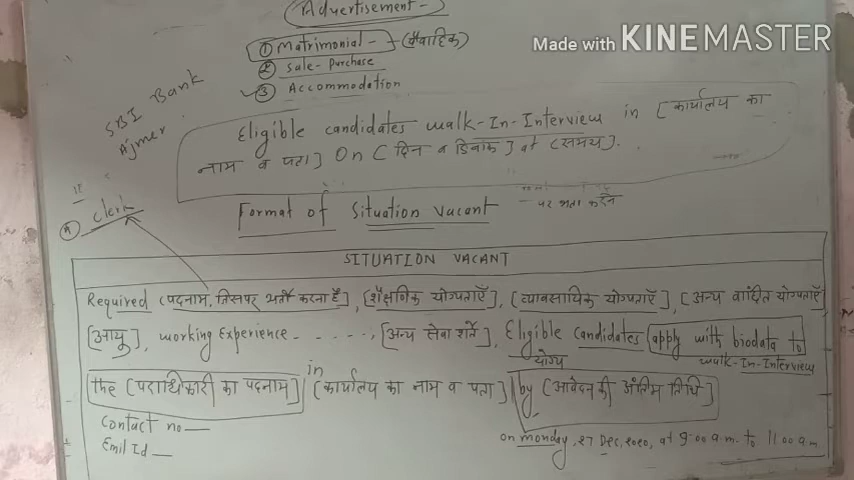 Advertisement -
Made with KINEMASTER
① Matrimonial - (वैवाहिक)
② Sale-Purchase
③ Accommodation
SBI Bank
Ajmer
Eligible candidates walk-In-Interview in [कार्यालय का
नाम व पता] On [दिन व दिनांक] at [समय].
Clerk
Format of Situation Vacant
- पर भर्ती करने
SITUATION VACANT
Required [पदनाम, जिसपर भर्ती करना है], [शैक्षणिक योग्यताएँ], [व्यावसायिक योग्यताएँ], [अन्य वांछित योग्यताएँ]
[आयु], working Experience ......, [अन्य सेवा शर्तें], Eligible candidates apply with biodata to
योग्य
walk-In-Interview
in
the [पदाधिकारी का पदनाम] [कार्यालय का नाम व पता] by [आवेदन की अंतिम तिथि]
Contact no—
Emil Id—
on monday, 27 Dec, 2020, at 9:00 a.m. to 11:00 a.m